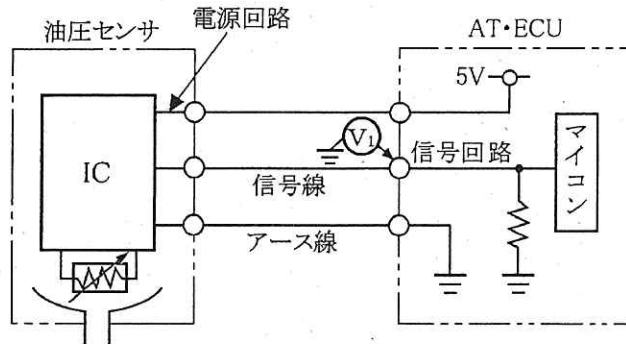 電源回路
油圧センサ
AT・ECU
5V
V₁
信号回路
マイコン
IC
信号線
アース線